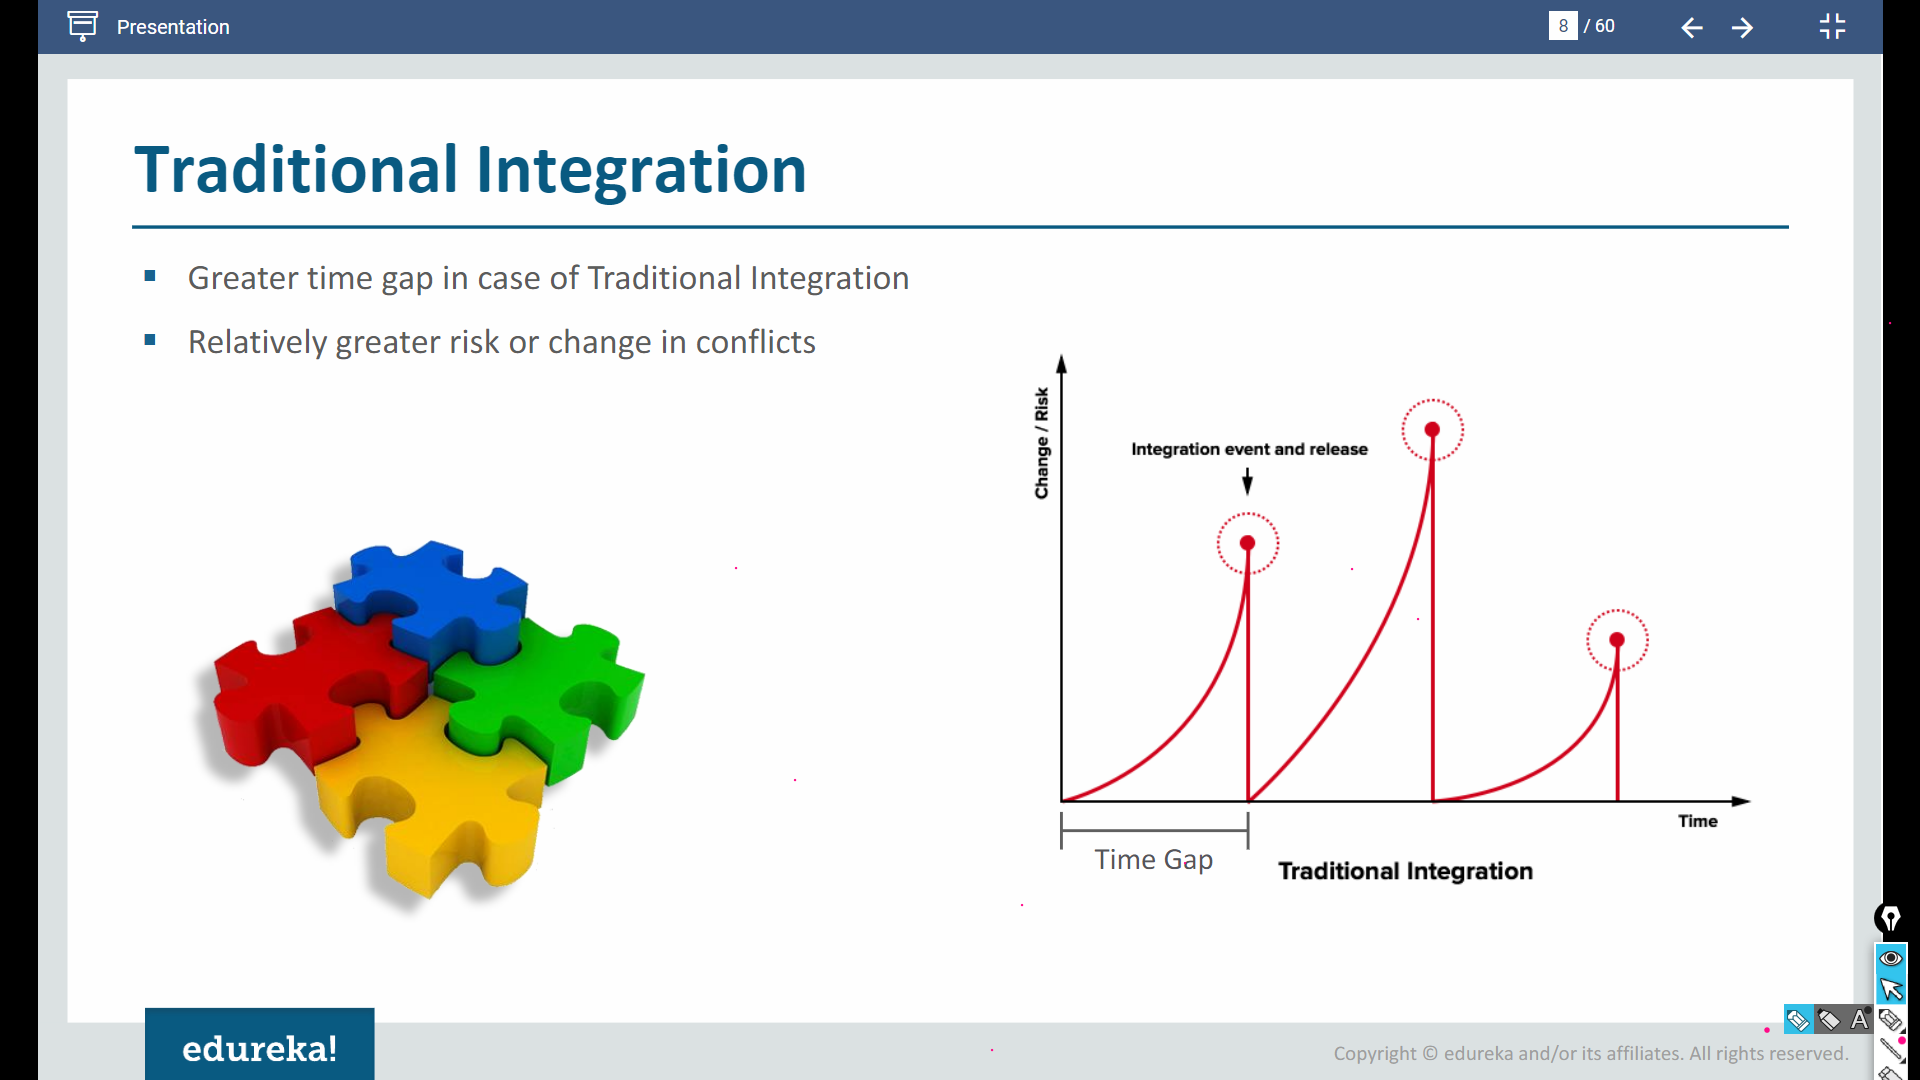 Presentation
8 / 60
Traditional Integration
Greater time gap in case of Traditional Integration
Relatively greater risk or change in conflicts
Change / Risk
Integration event and release
Time
Time Gap
Traditional Integration
edureka!
Copyright © edureka and/or its affiliates. All rights reserved.
A